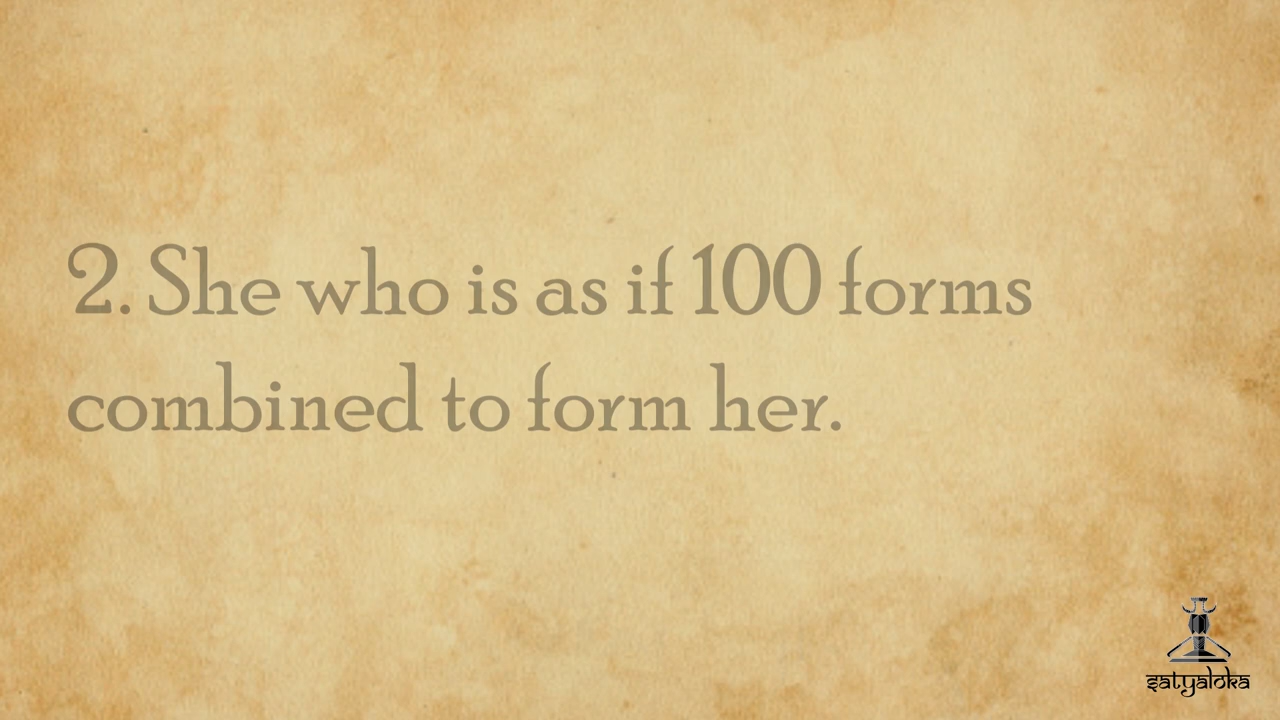 2. She who is as if 100 forms
combined to form her.
satyaloka